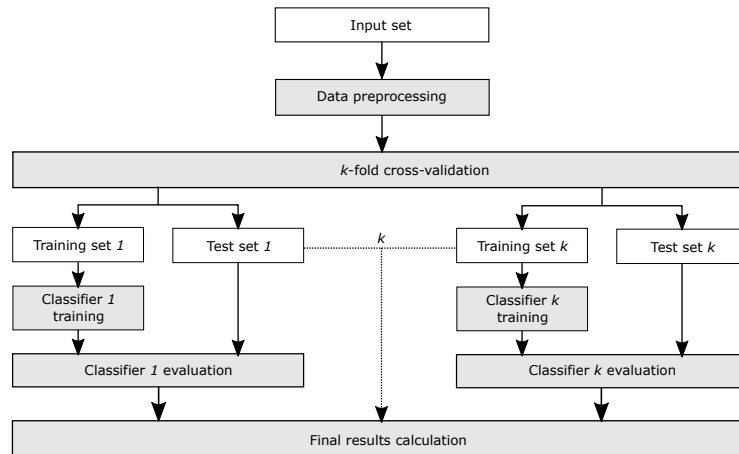 Input set
Data preprocessing
k-fold cross-validation
Training set 1
Test set 1
k
Training set k
Test set k
Classifier 1
training
Classifier k
training
Classifier 1 evaluation
Classifier k evaluation
Final results calculation